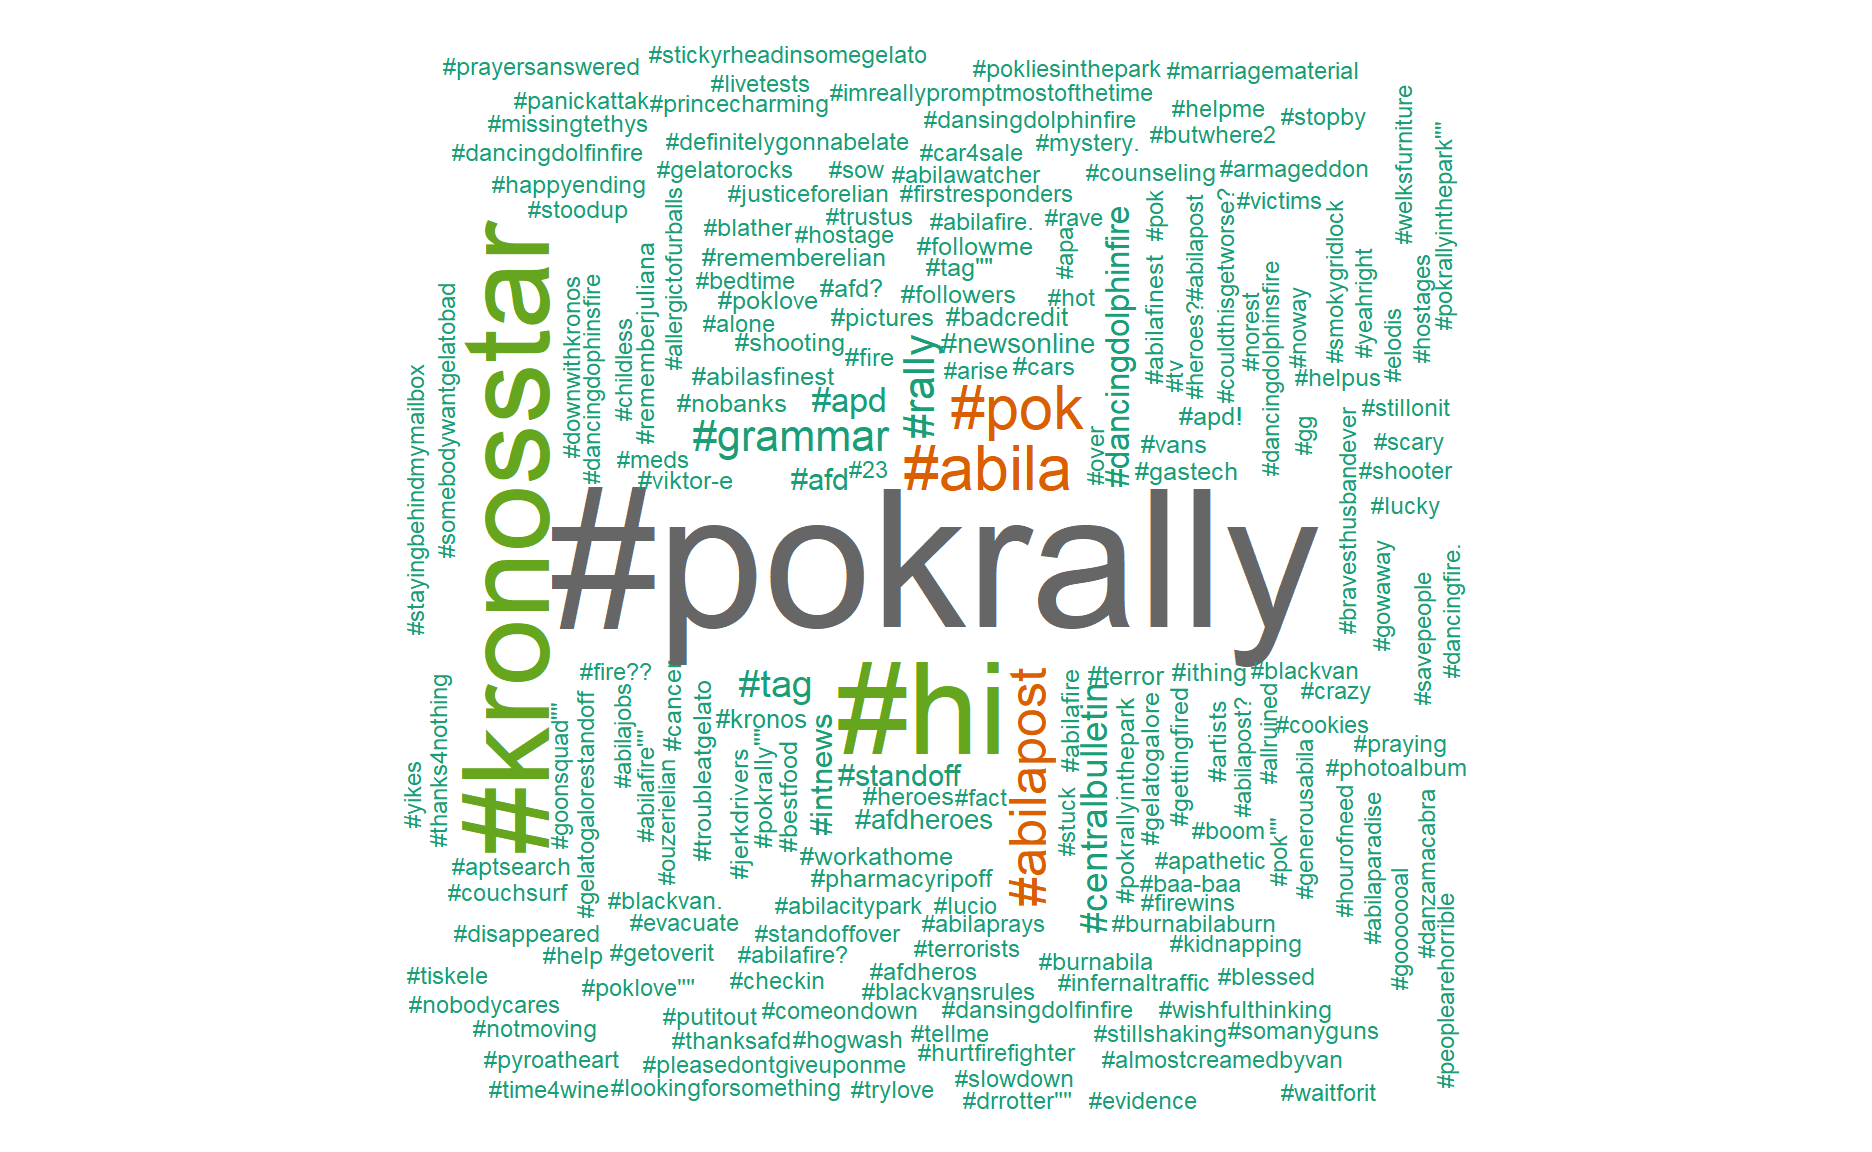 #stickyrheadinsomegelato
#prayersanswered
#pokliesinthepark
#marriagematerial
#livetests
#imreallypromptmostofthetime
#panickattak
#princecharming
#helpme
#stopby
#missingtethys
#dansingdolphinfire
#butwhere2
#definitelygonnabelate
#mystery.
#dancingdolfinfire
#car4sale
#gelatorocks
#sow
#abilawatcher
#counseling
#armageddon
#happyending
#justiceforelian
#firstresponders
#victims
#stoodup
#trustus
#abilafire.
#rave
#blather
#hostage
#followme
#rememberelian
#tag""
#bedtime
#afd?
#followers
#hot
#poklove
#alone
#pictures
#badcredit
#shooting
#newsonline
#fire
#arise
#cars
#abilasfinest
#helpus
#nobanks
#apd
#pok
#stillonit
#apd!
#grammar
#vans
#scary
#meds
#23
#abila
#gastech
#shooter
#viktor-e
#afd
#lucky
#welksfurniture
#pokrallyinthepark""
#allergictofurballs
#kronosstar
#rememberjuliana
#downwithkronos
#dancingdophinsfire
#childless
#somebodywantgelatobad
#stayingbehindmymailbox
#apa
#dancingdolphinfire
#pok
#abilafinest
#abilapost
#heroes?
#tv
#couldthisgetworse?
#norest
#dancingdolphinsfire
#noway
#smokygridlock
#yeahright
#elodis
#hostages
#rally
#over
#gg
#bravesthusbandever
#gowaway
#savepeople
#dancingfire.
#pokrally
#fire??
#tag
#hi
#terror
#ithing
#blackvan
#crazy
#kronos
#cookies
#praying
#standoff
#photoalbum
#heroes
#fact
#afdheroes
#boom
#workathome
#apathetic
#aptsearch
#pharmacyripoff
#baa-baa
#couchsurf
#blackvan.
#abilacitypark
#lucio
#firewins
#evacuate
#abilaprays
#burnabilaburn
#disappeared
#standoffover
#kidnapping
#help
#getoverit
#abilafire?
#terrorists
#burnabila
#tiskele
#poklove""
#checkin
#afdheros
#infernaltraffic
#blessed
#blackvansrules
#nobodycares
#putitout
#comeondown
#dansingdolfinfire
#wishfulthinking
#notmoving
#thanksafd
#hogwash
#tellme
#stillshaking
#somanyguns
#pyroatheart
#pleasedontgiveuponme
#hurtfirefighter
#almostcreamedbyvan
#time4wine
#lookingforsomething
#trylove
#slowdown
#drrotter""
#evidence
#waitforit
#yikes
#thanks4nothing
#goonsquad""
#gelatogalorestandoff
#abilajobs
#abilafire""
#ouzerielian
#cancer
#troubleatgelato
#jerkdrivers
#pokrally""
#bestfood
#intnews
#abilapost
#abilafire
#stuck
#centralbulletin
#pokrallyinthepark
#gelatogalore
#gettingfired
#artists
#abilapost?
#allruined
#pok""
#generousabila
#hourofneed
#abilaparadise
#gooooooal
#danzamacabra
#peoplearehorrible